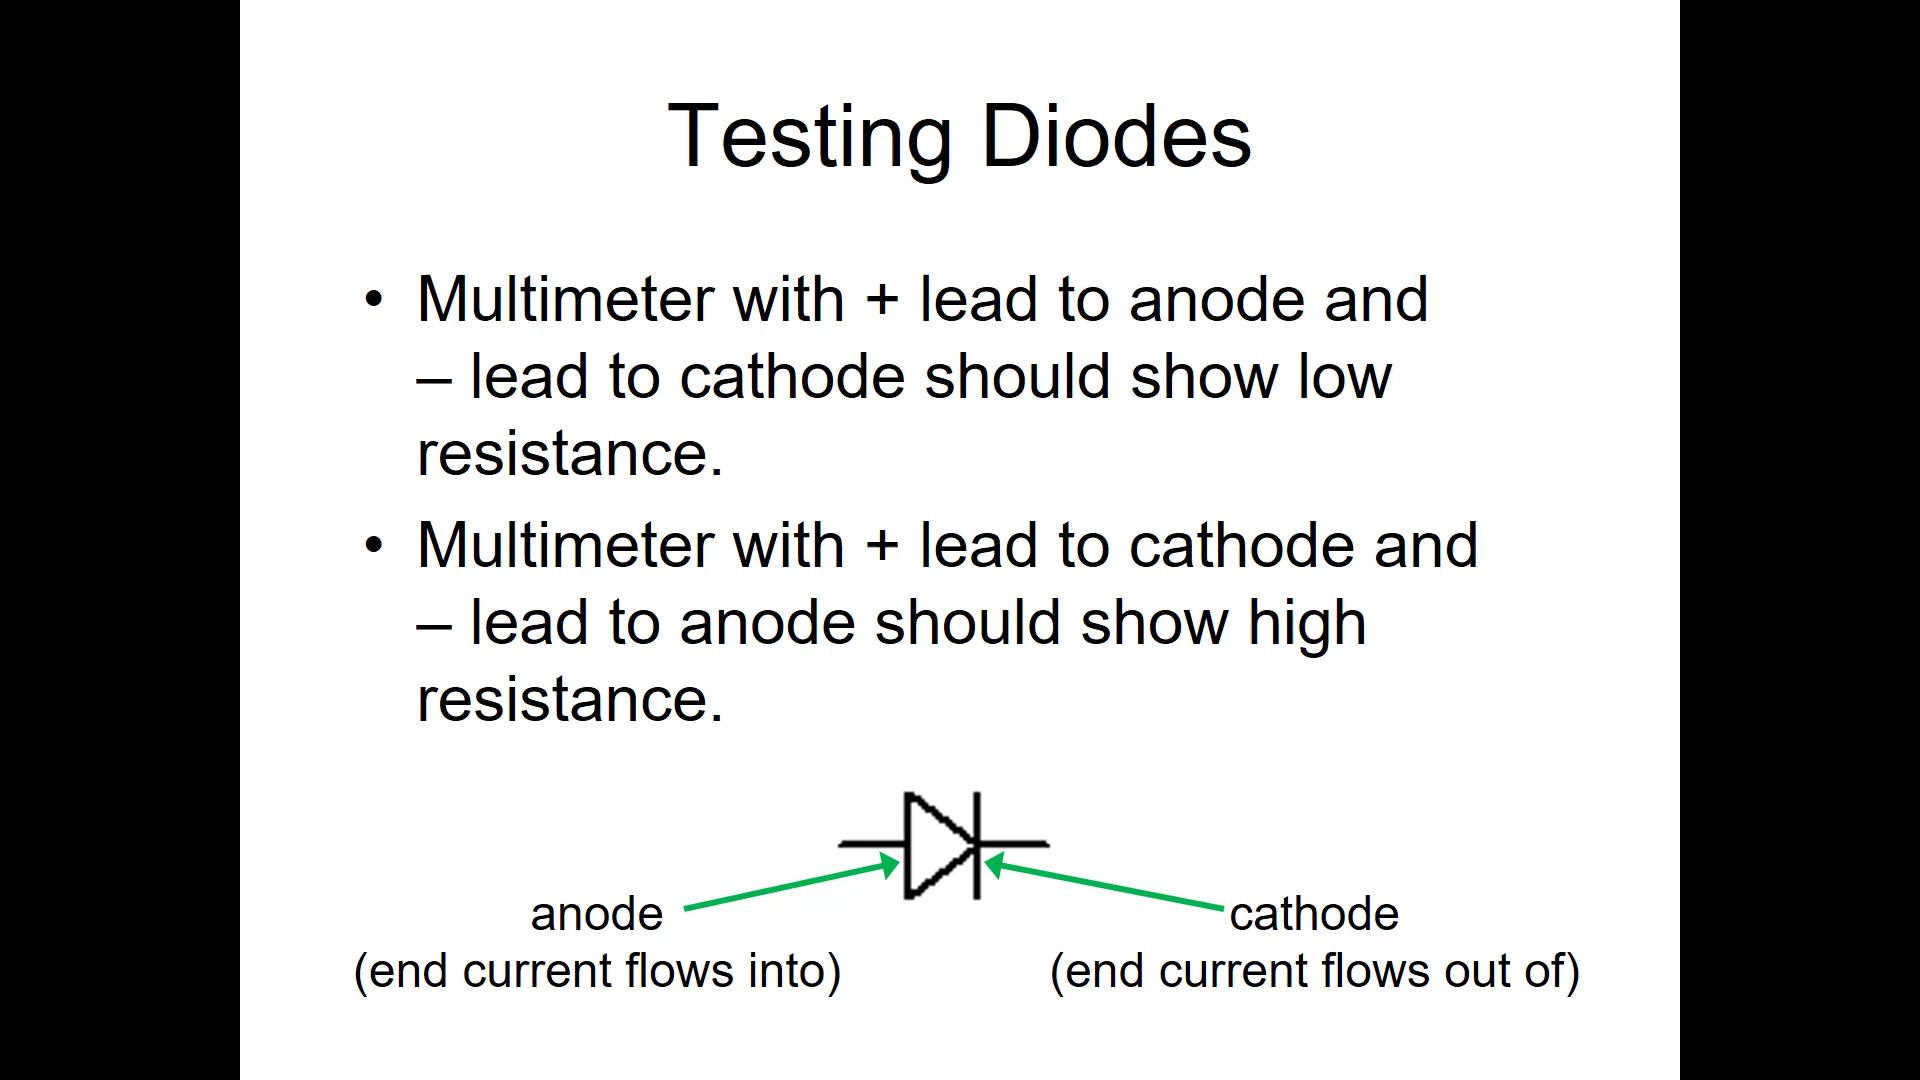 Testing Diodes
• Multimeter with + lead to anode and
– lead to cathode should show low
resistance.
• Multimeter with + lead to cathode and
– lead to anode should show high
resistance.
anode
(end current flows into)
cathode
(end current flows out of)